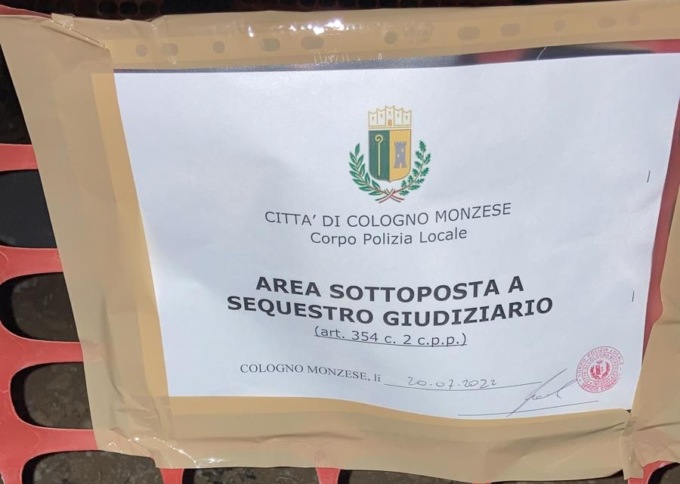 CITTA' DI COLOGNO MONZESE
Corpo Polizia Locale
AREA SOTTOPOSTA A
SEQUESTRO GIUDIZIARIO
(art. 354 c. 2 c.p.p.)
COLOGNO MONZESE, li 20.07.2022